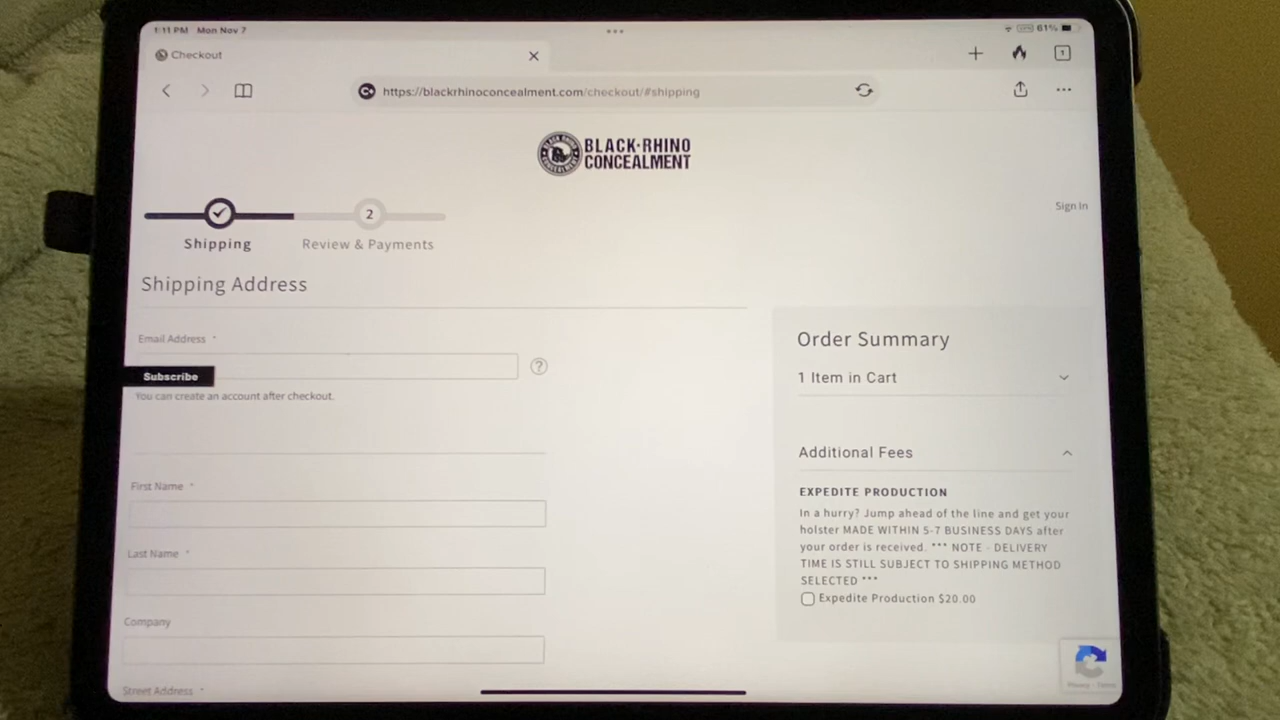 1:11 PM Mon Nov 7
61%
Checkout
1
https://blackrhinoconcealment.com/checkout/#shipping
BLACK·RHINO
CONCEALMENT
Sign In
2
Shipping
Review & Payments
Shipping Address
Email Address *
?
Subscribe
You can create an account after checkout.
First Name *
Last Name *
Company
Street Address *
Order Summary
1 Item in Cart
Additional Fees
EXPEDITE PRODUCTION
In a hurry? Jump ahead of the line and get your
holster MADE WITHIN 5-7 BUSINESS DAYS after
your order is received. *** NOTE - DELIVERY
TIME IS STILL SUBJECT TO SHIPPING METHOD
SELECTED ***
Expedite Production $20.00
Privacy - Terms